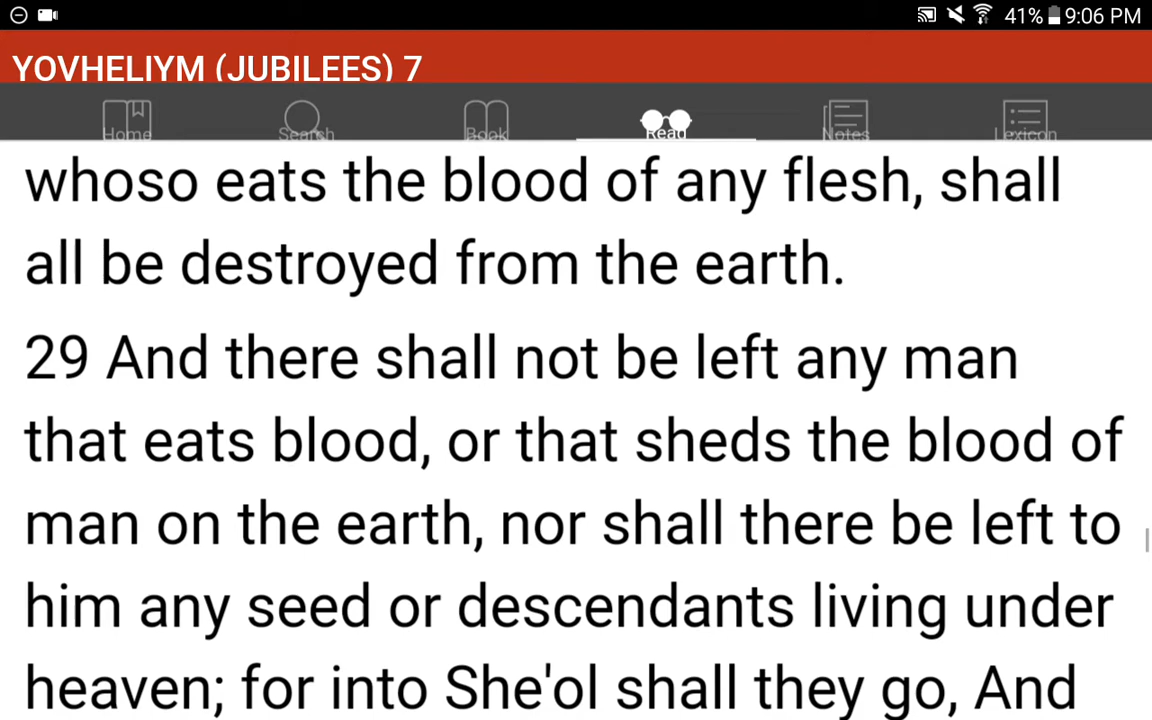 41% 9:06 PM
YOVHELIYM (JUBILEES) 7
Home Search Book Read Notes Lexicon
whoso eats the blood of any flesh, shall
all be destroyed from the earth.
29 And there shall not be left any man
that eats blood, or that sheds the blood of
man on the earth, nor shall there be left to
him any seed or descendants living under
heaven; for into She'ol shall they go, And